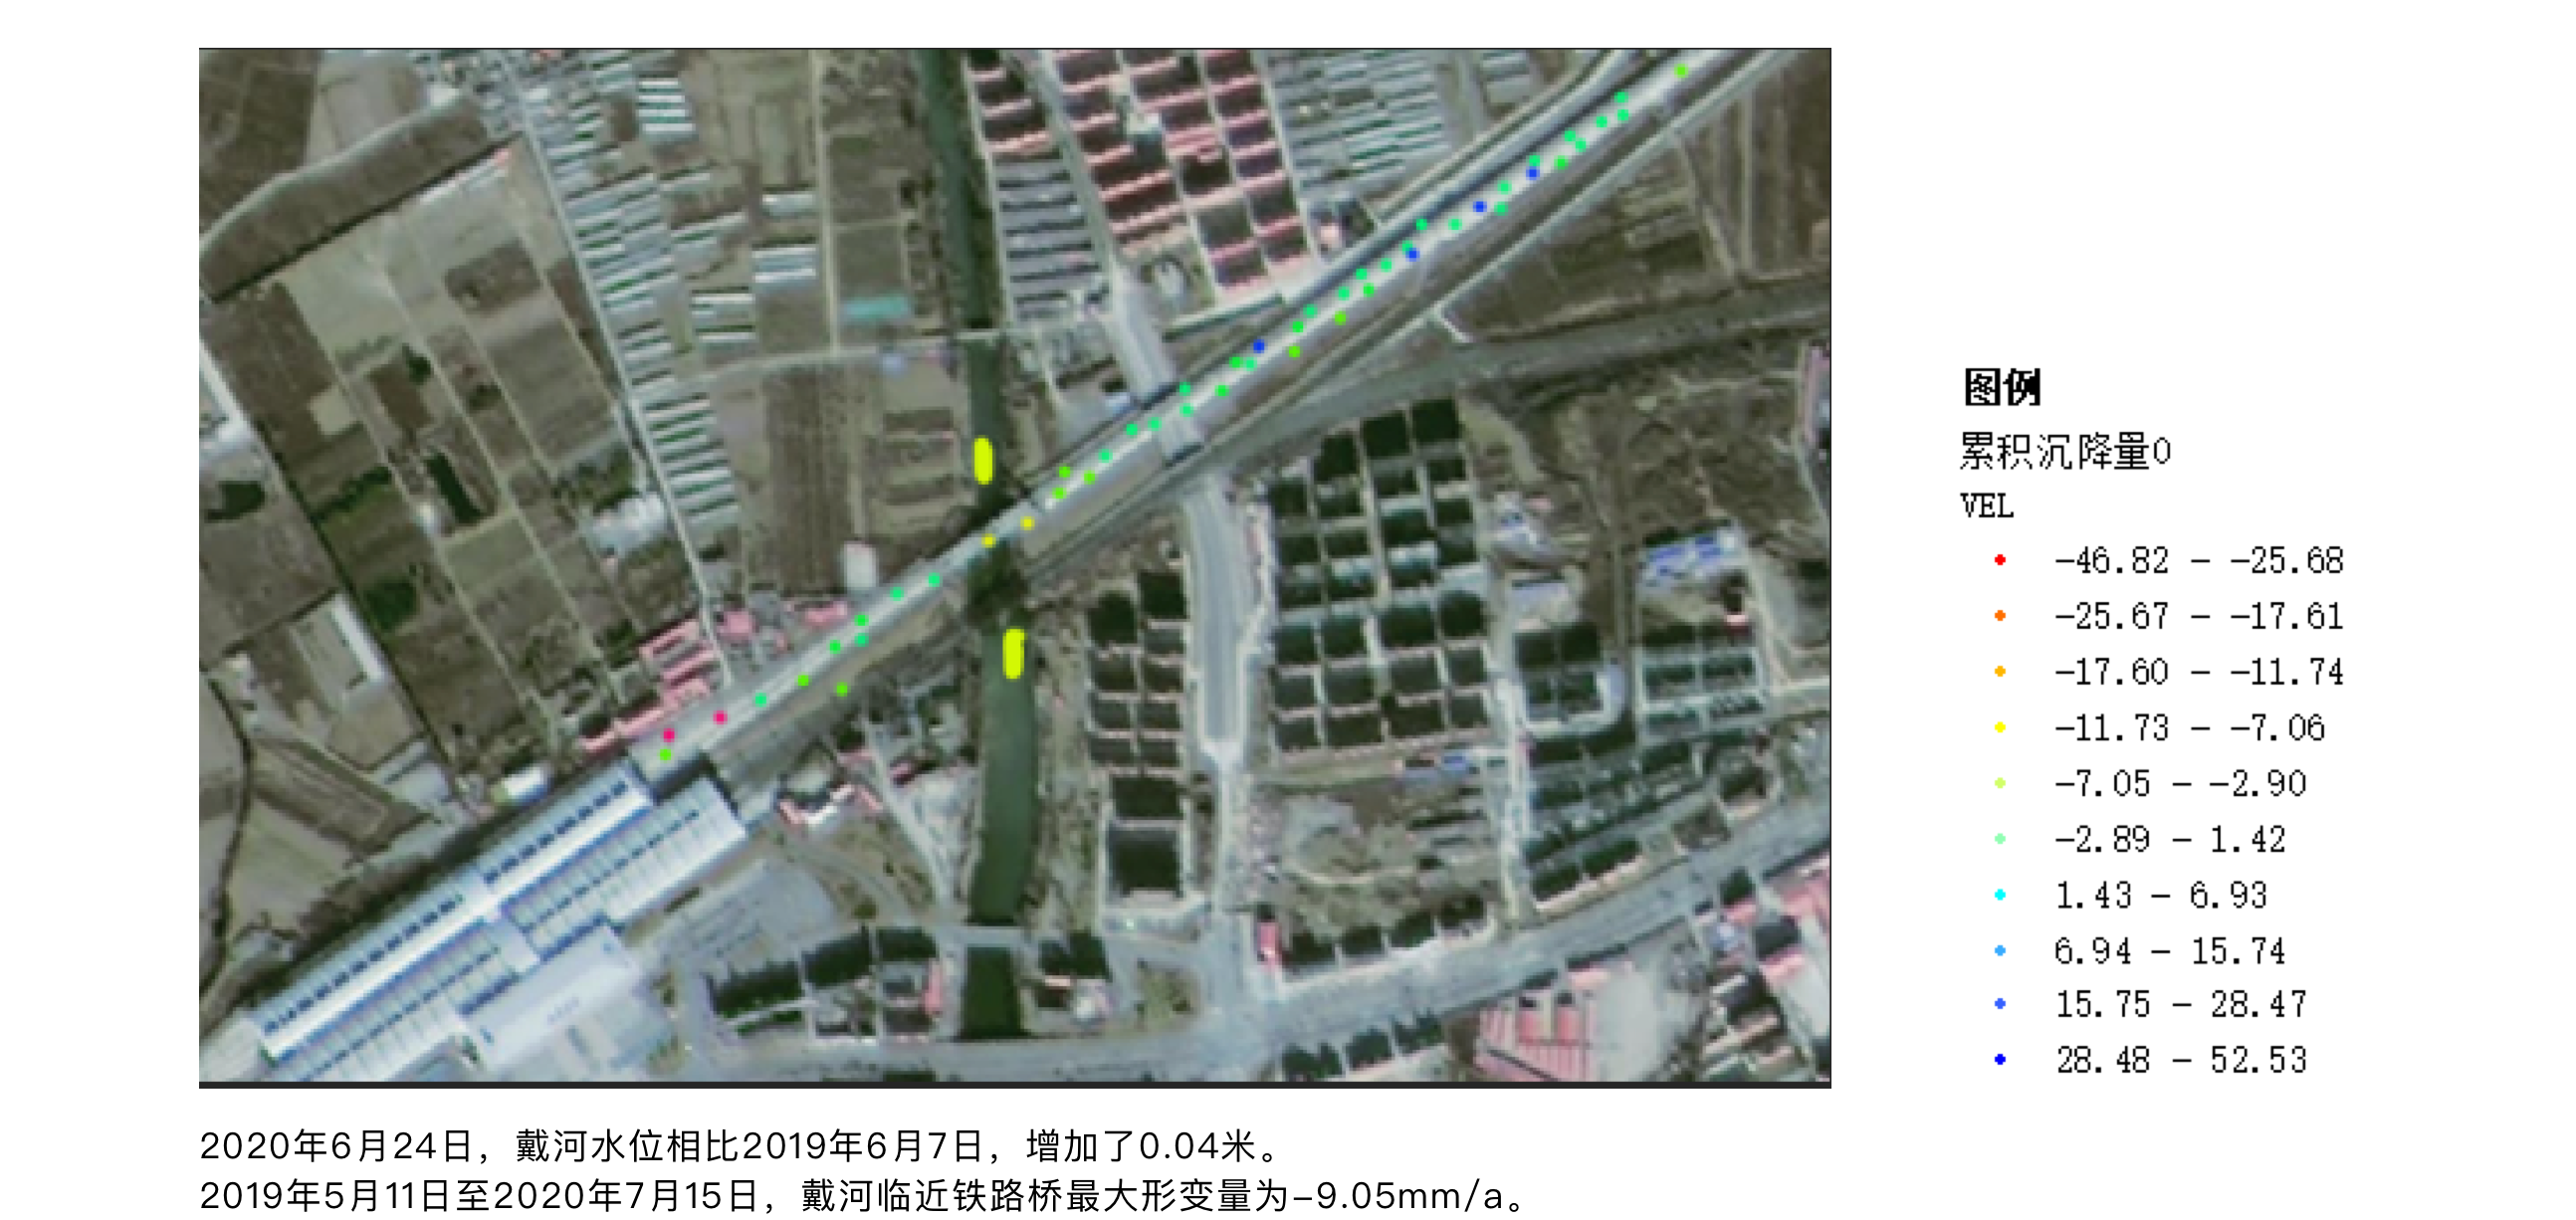 图例
累积沉降量0
VEL
-46.82 - -25.68
-25.67 - -17.61
-17.60 - -11.74
-11.73 - -7.06
-7.05 - -2.90
-2.89 - 1.42
1.43 - 6.93
6.94 - 15.74
15.75 - 28.47
28.48 - 52.53
2020年6月24日，戴河水位相比2019年6月7日，增加了0.04米。
2019年5月11日至2020年7月15日，戴河临近铁路桥最大形变量为-9.05mm/a。